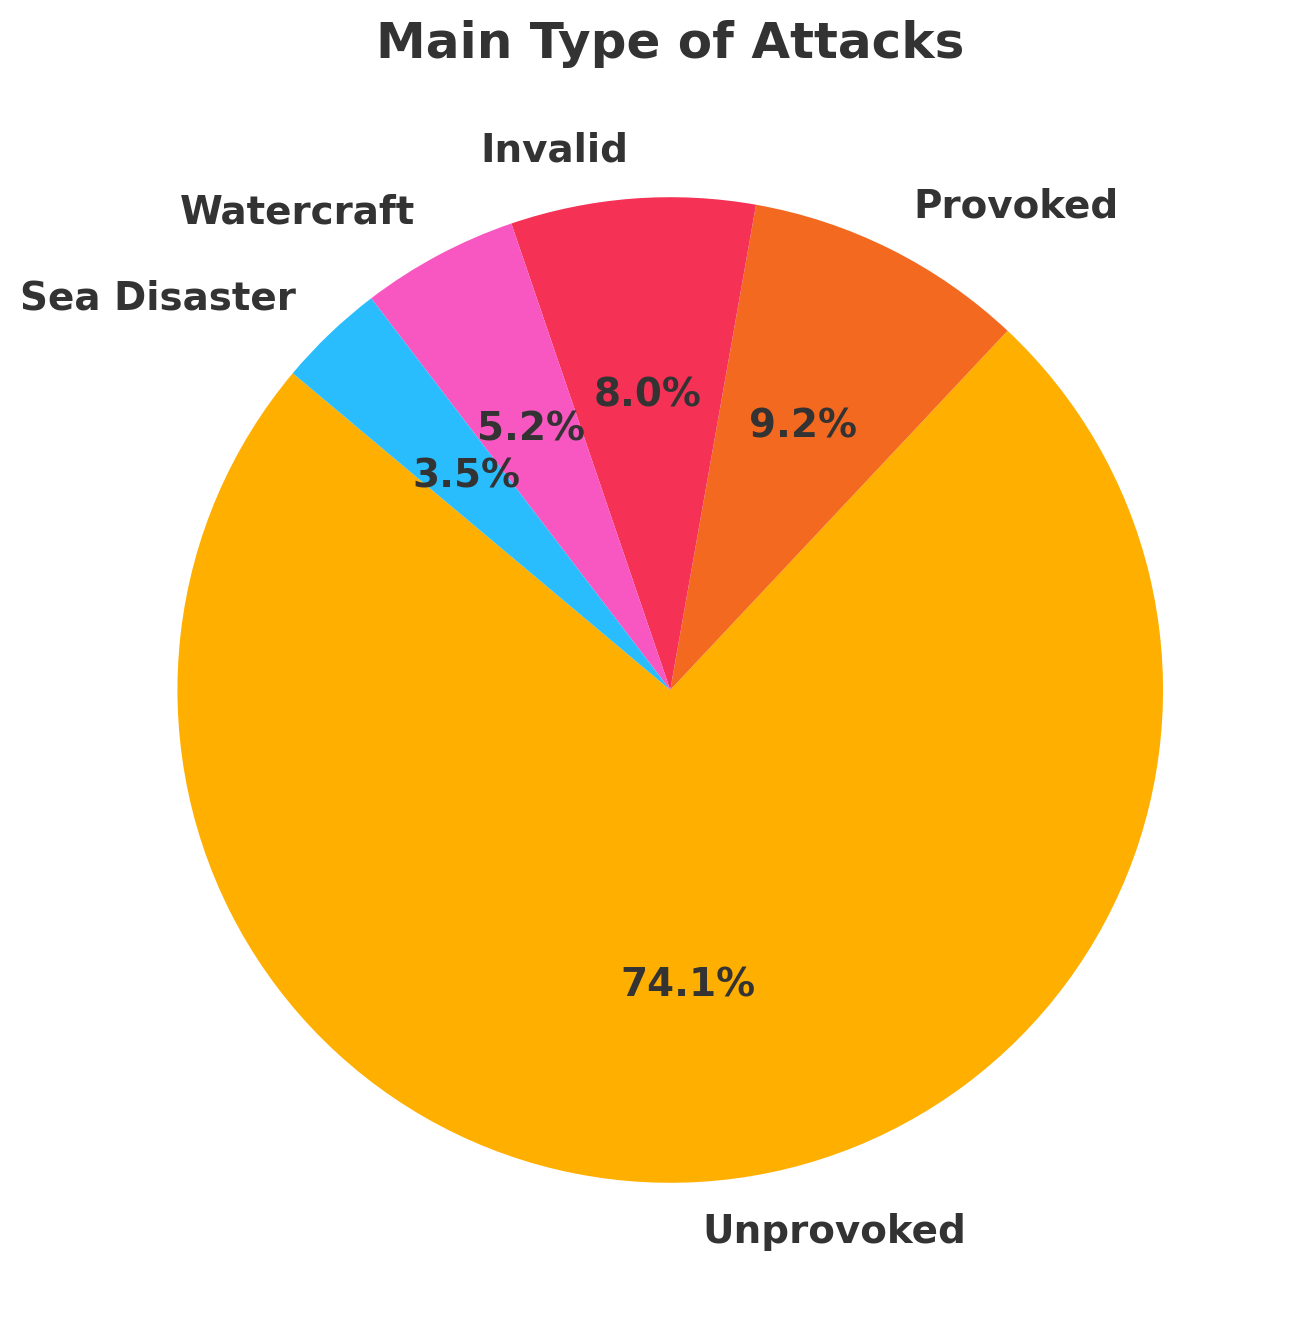 Main Type of Attacks
Invalid
Provoked
Watercraft
Sea Disaster
8.0%
9.2%
5.2%
3.5%
74.1%
Unprovoked